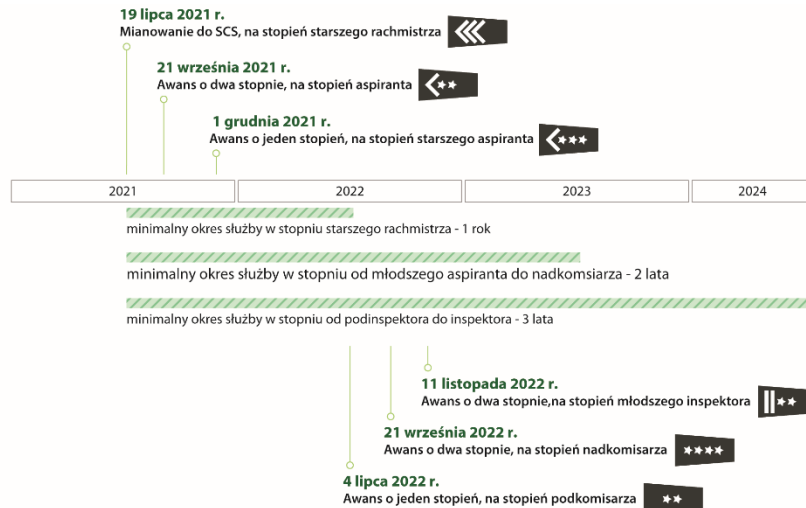 19 lipca 2021 r.
Mianowanie do SCS, na stopień starszego rachmistrza
21 września 2021 r.
Awans o dwa stopnie, na stopień aspiranta
1 grudnia 2021 r.
Awans o jeden stopień, na stopień starszego aspiranta
2021
2022
2023
2024
minimalny okres służby w stopniu starszego rachmistrza - 1 rok
minimalny okres służby w stopniu od młodszego aspiranta do nadkomsiarza - 2 lata
minimalny okres służby w stopniu od podinspektora do inspektora - 3 lata
11 listopada 2022 r.
Awans o dwa stopnie,na stopień młodszego inspektora
21 września 2022 r.
Awans o dwa stopnie, na stopień nadkomisarza
4 lipca 2022 r.
Awans o jeden stopień, na stopień podkomisarza